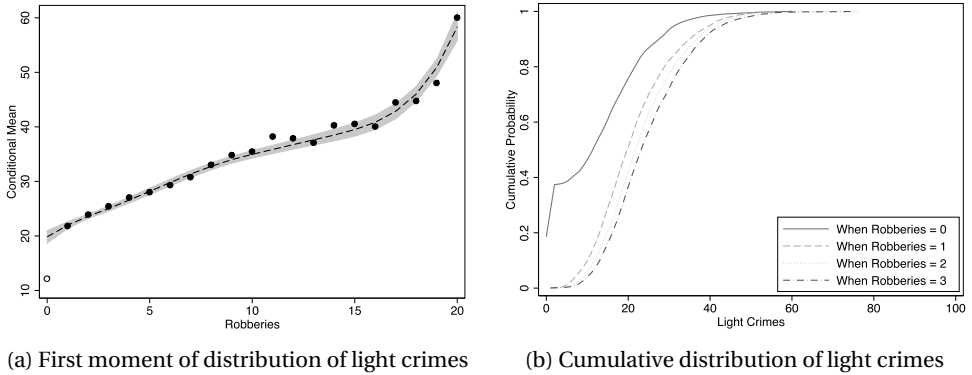 60
50
40
30
20
10
Conditional Mean
0 5 10 15 20
Robberies
(a) First moment of distribution of light crimes
1
0.8
0.6
0.4
0.2
0
Cumulative Probability
When Robberies = 0
When Robberies = 1
When Robberies = 2
When Robberies = 3
0 20 40 60 80 100
Light Crimes
(b) Cumulative distribution of light crimes